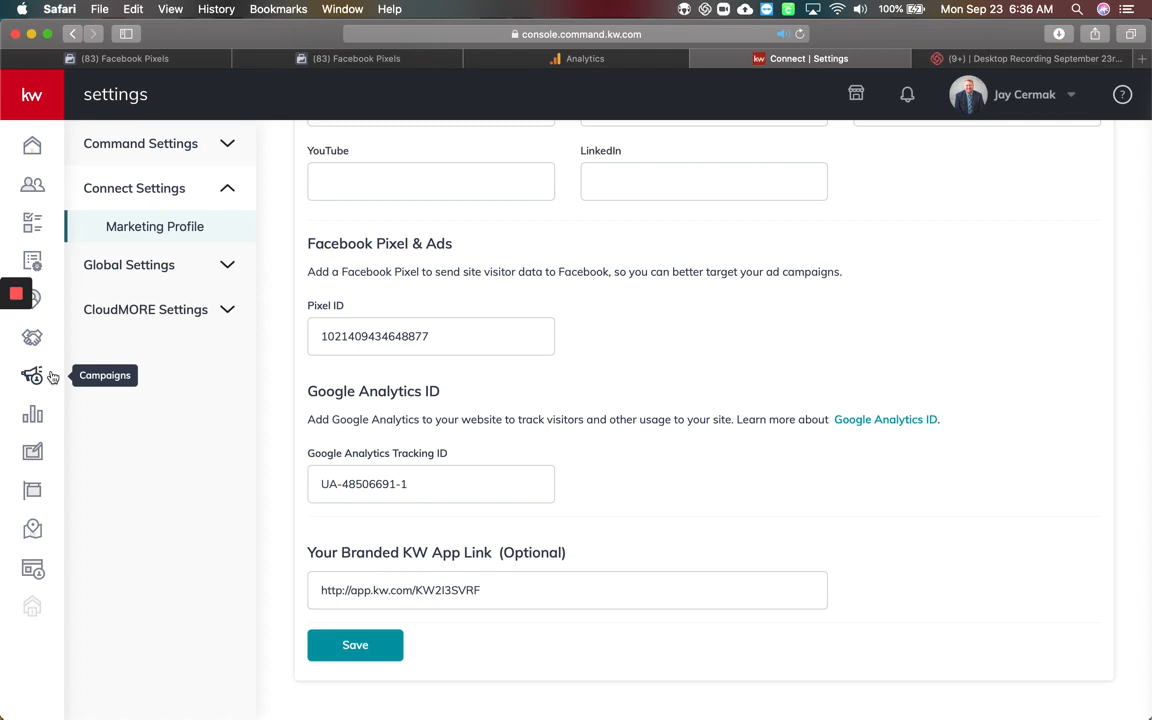 Safari File Edit View History Bookmarks Window Help 100% Mon Sep 23 6:36 AM
console.command.kw.com
(83) Facebook Pixels
(83) Facebook Pixels
Analytics
kw Connect | Settings
(9+) | Desktop Recording September 23r...
kw
settings
Jay Cermak
Command Settings
Connect Settings
Marketing Profile
Global Settings
CloudMORE Settings
Campaigns
YouTube
LinkedIn
Facebook Pixel & Ads
Add a Facebook Pixel to send site visitor data to Facebook, so you can better target your ad campaigns.
Pixel ID
1021409434648877
Google Analytics ID
Add Google Analytics to your website to track visitors and other usage to your site. Learn more about Google Analytics ID.
Google Analytics Tracking ID
UA-48506691-1
Your Branded KW App Link (Optional)
http://app.kw.com/KW2I3SVRF
Save